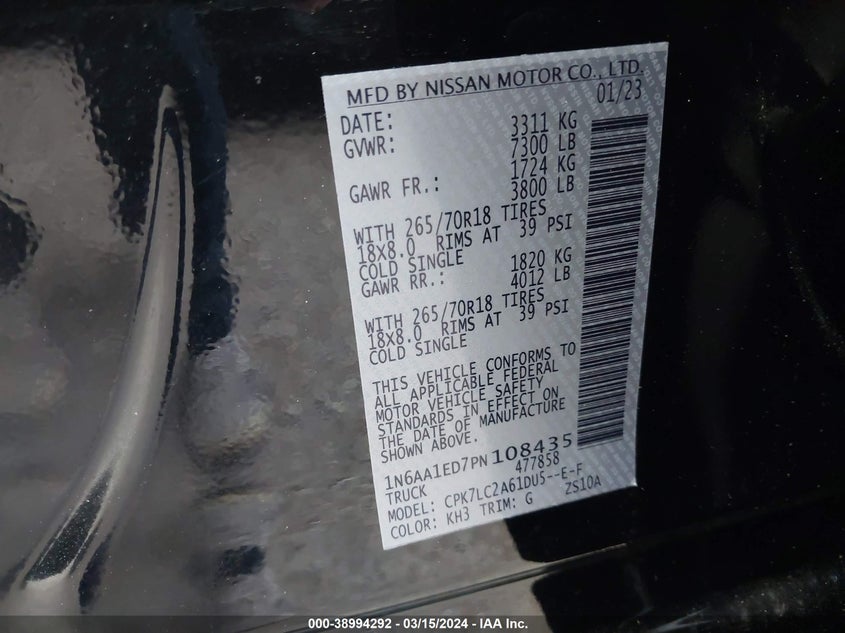 MFD BY NISSAN MOTOR CO., LTD.
DATE: 01/23
GVWR: 3311 KG
7300 LB
GAWR FR.: 1724 KG
3800 LB
WITH 265/70R18 TIRES
18X8.0 RIMS AT 39 PSI
COLD SINGLE
GAWR RR.: 1820 KG
4012 LB
WITH 265/70R18 TIRES
18X8.0 RIMS AT 39 PSI
COLD SINGLE
THIS VEHICLE CONFORMS TO
ALL APPLICABLE FEDERAL
MOTOR VEHICLE SAFETY
STANDARDS IN EFFECT ON
THE DATE OF MANUFACTURE
SHOWN ABOVE.
1N6AA1ED7PN108435
TRUCK 477858
MODEL: CPK7LC2A61DU5--E-F
COLOR: KH3 TRIM: G ZS10A
000-38994292 - 03/15/2024 - IAA Inc.